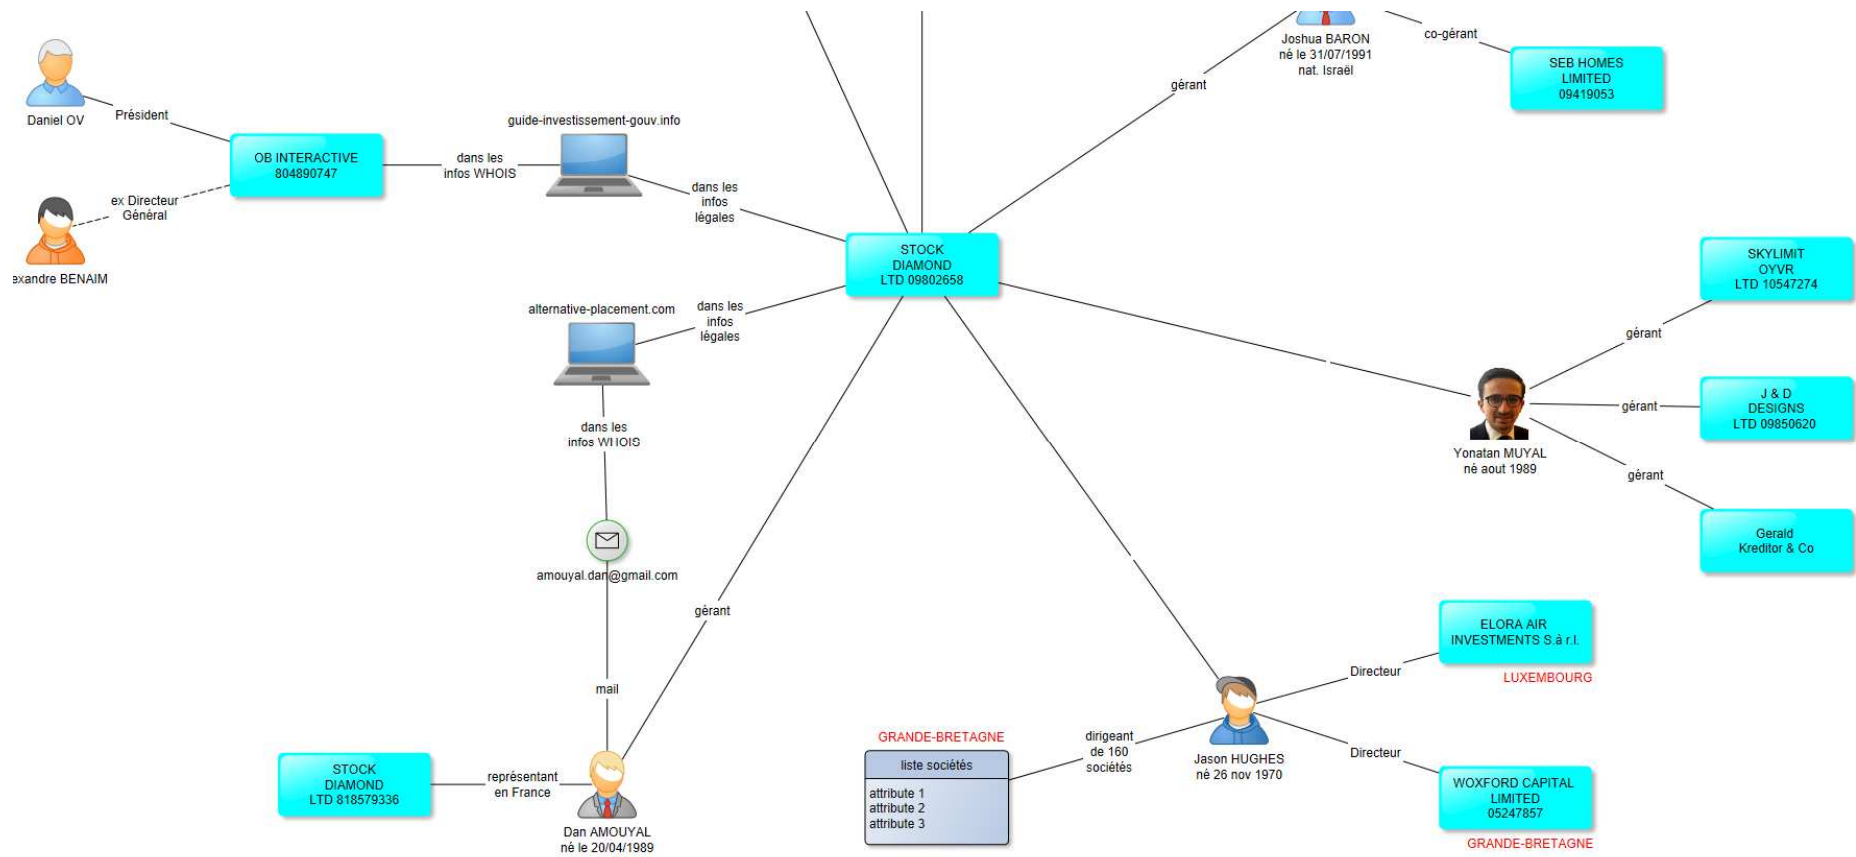 Joshua BARON
né le 31/07/1991
nat. Israël
co-gérant
SEB HOMES
LIMITED
09419053
gérant
Daniel OV
Président
OB INTERACTIVE
804890747
ex Directeur
Général
exandre BENAIM
dans les
infos WHOIS
guide-investissement-gouv.info
dans les
infos
légales
STOCK
DIAMOND
LTD 09802658
alternative-placement.com
dans les
infos
légales
dans les
infos WHOIS
amouyal.dan@gmail.com
mail
gérant
STOCK
DIAMOND
LTD 818579336
représentant
en France
Dan AMOUYAL
né le 20/04/1989
SKYLIMIT
OYVR
LTD 10547274
gérant
J & D
DESIGNS
LTD 09850620
gérant
Yonatan MUYAL
né aout 1989
gérant
Gerald
Kreditor & Co
ELORA AIR
INVESTMENTS S.à r.l.
LUXEMBOURG
Directeur
Jason HUGHES
né 26 nov 1970
Directeur
WOXFORD CAPITAL
LIMITED
05247857
GRANDE-BRETAGNE
dirigeant
de 160
sociétés
GRANDE-BRETAGNE
liste sociétés
attribute 1
attribute 2
attribute 3